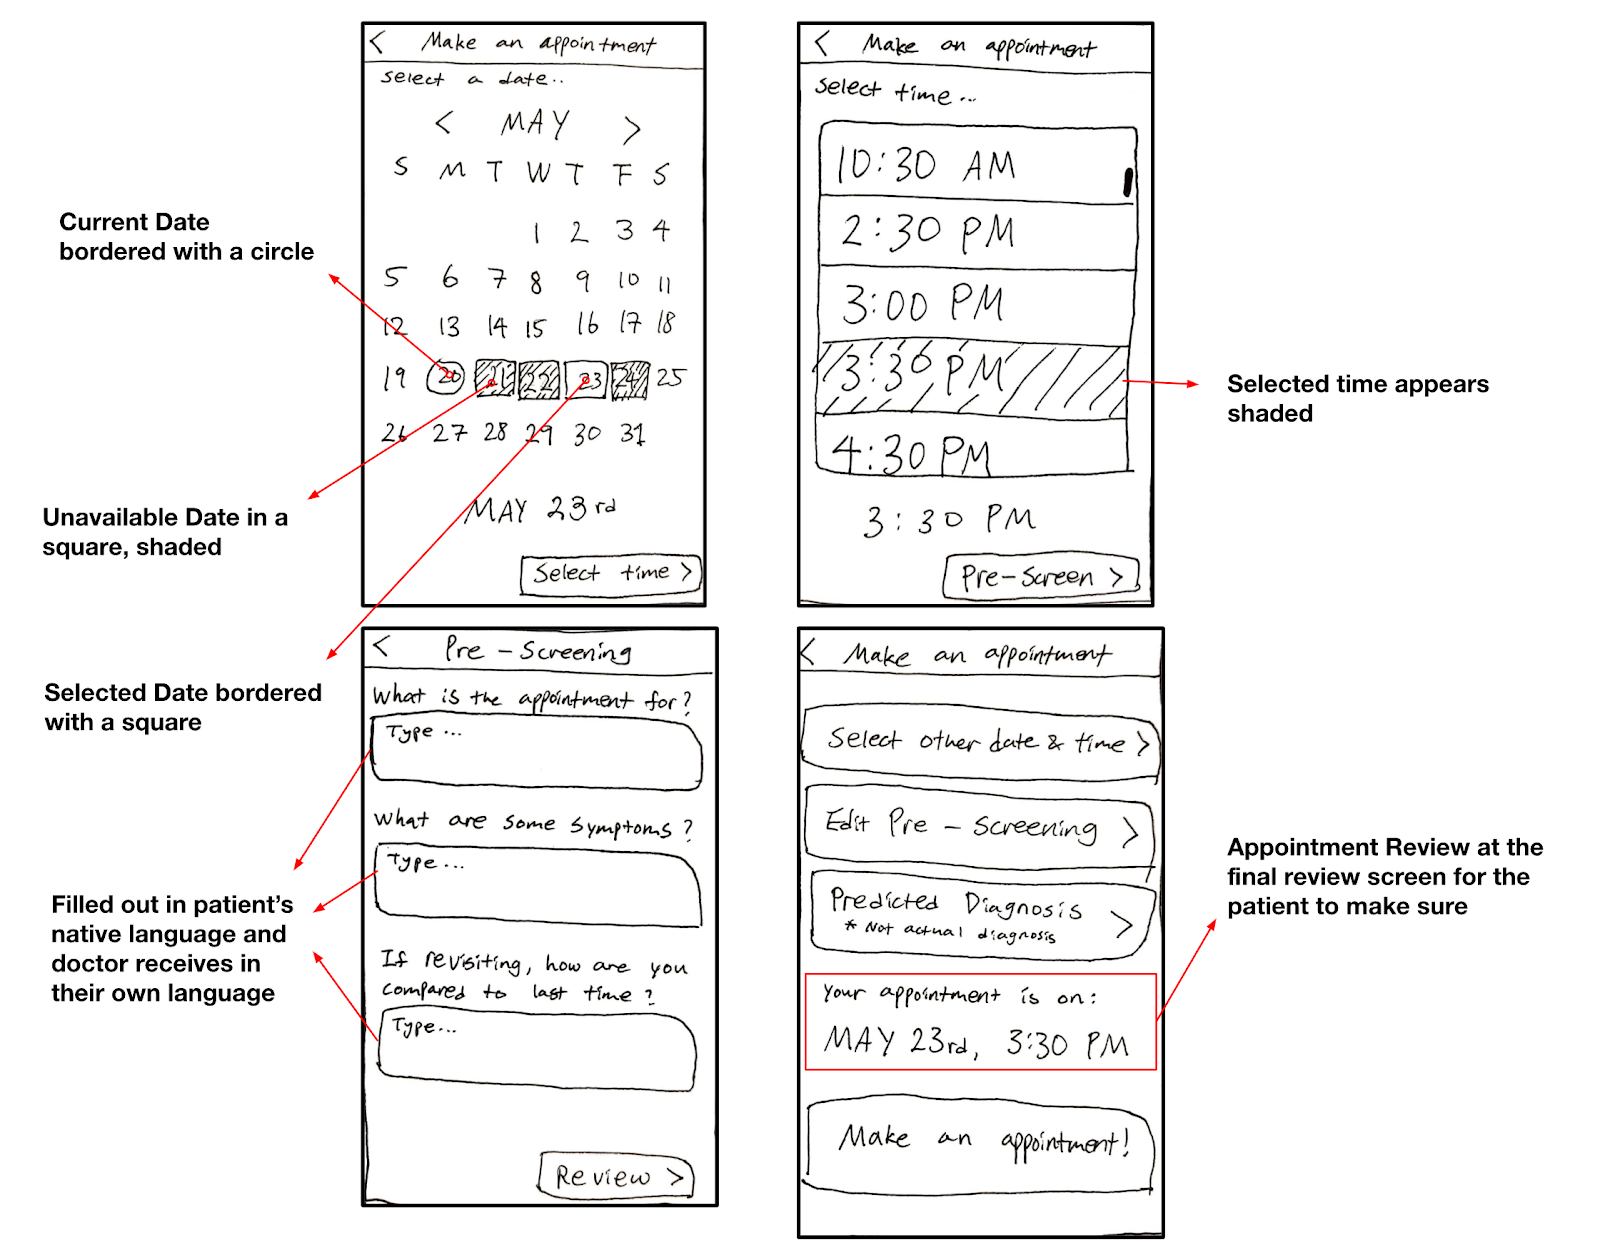 < Make an appointment
Select a date..
< MAY >
S M T W T F S
1 2 3 4
5 6 7 8 9 10 11
12 13 14 15 16 17 18
19 20 21 22 23 24 25
26 27 28 29 30 31
MAY 23rd
Select time >
Current Date
bordered with a circle
Unavailable Date in a
square, shaded
Selected Date bordered
with a square
< Make an appointment
Select time...
10:30 AM
2:30 PM
3:00 PM
3:30 PM
4:30 PM
3:30 PM
Pre-Screen >
Selected time appears
shaded
< Pre - Screening
What is the appointment for?
Type ...
What are some symptoms?
Type ...
If revisiting, how are you
compared to last time?
Type...
Review >
Filled out in patient's
native language and
doctor receives in
their own language
< Make an appointment
Select other date & time >
Edit Pre - Screening >
Predicted Diagnosis >
* Not actual diagnosis
Your appointment is on:
MAY 23rd, 3:30 PM
Make an appointment!
Appointment Review at the
final review screen for the
patient to make sure